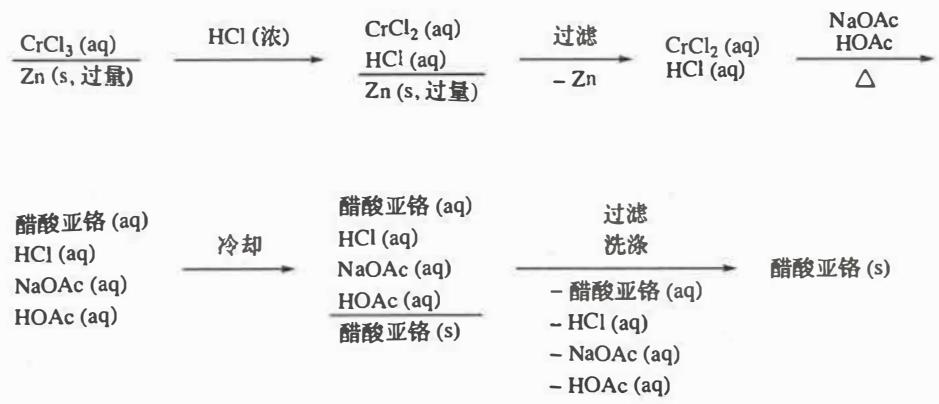 CrCl₃ (aq)
Zn (s, 过量)
HCl (浓)
CrCl₂ (aq)
HCl (aq)
Zn (s, 过量)
过滤
– Zn
CrCl₂ (aq)
HCl (aq)
NaOAc
HOAc
△
醋酸亚铬 (aq)
HCl (aq)
NaOAc (aq)
HOAc (aq)
冷却
醋酸亚铬 (aq)
HCl (aq)
NaOAc (aq)
HOAc (aq)
醋酸亚铬 (s)
过滤
洗涤
– 醋酸亚铬 (aq)
– HCl (aq)
– NaOAc (aq)
– HOAc (aq)
醋酸亚铬 (s)